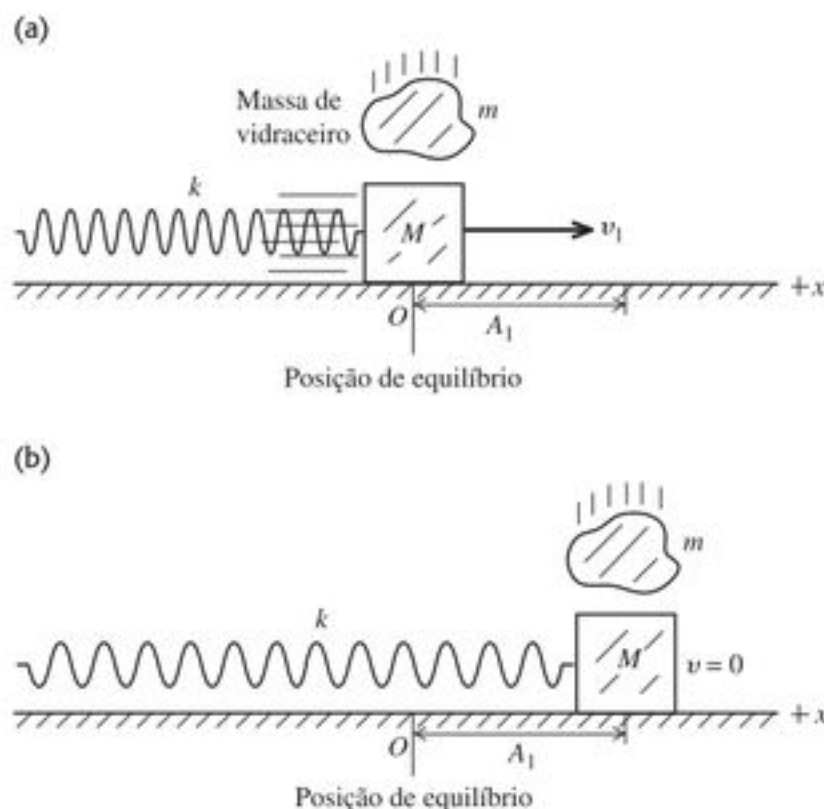 (a)
Massa de
vidraceiro
m
k
M
v₁
+x
O
A₁
Posição de equilíbrio
(b)
m
k
M
v = 0
+x
O
A₁
Posição de equilíbrio